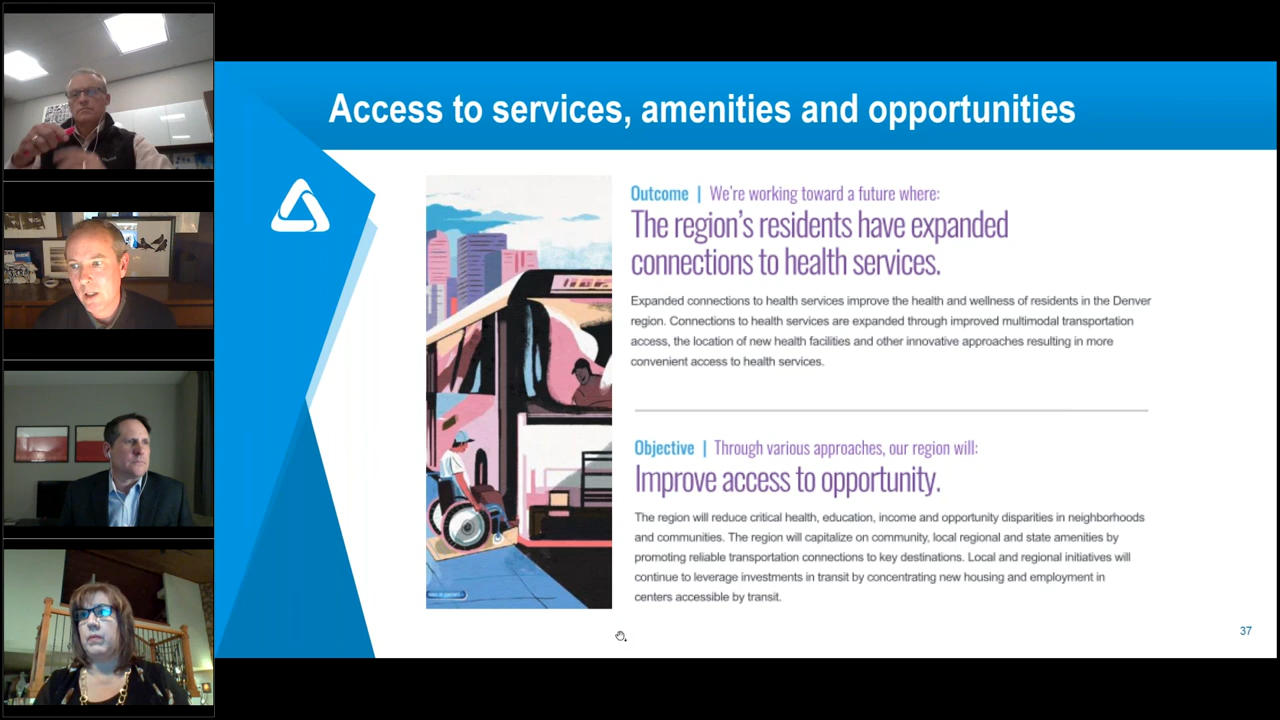 Access to services, amenities and opportunities
Outcome | We're working toward a future where:
The region's residents have expanded
connections to health services.
Expanded connections to health services improve the health and wellness of residents in the Denver
region. Connections to health services are expanded through improved multimodal transportation
access, the location of new health facilities and other innovative approaches resulting in more
convenient access to health services.
Objective | Through various approaches, our region will:
Improve access to opportunity.
The region will reduce critical health, education, income and opportunity disparities in neighborhoods
and communities. The region will capitalize on community, local regional and state amenities by
promoting reliable transportation connections to key destinations. Local and regional initiatives will
continue to leverage investments in transit by concentrating new housing and employment in
centers accessible by transit.
37